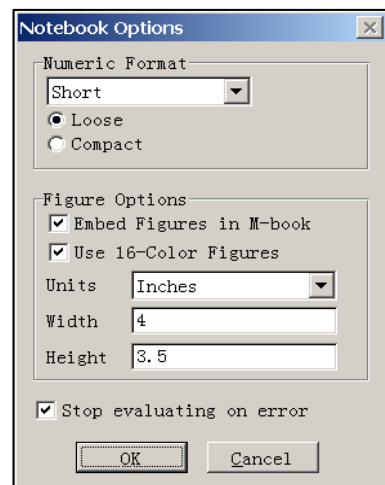 Notebook Options
Numeric Format
Short
Loose
Compact
Figure Options
Embed Figures in M-book
Use 16-Color Figures
Units Inches
Width 4
Height 3.5
Stop evaluating on error
OK Cancel